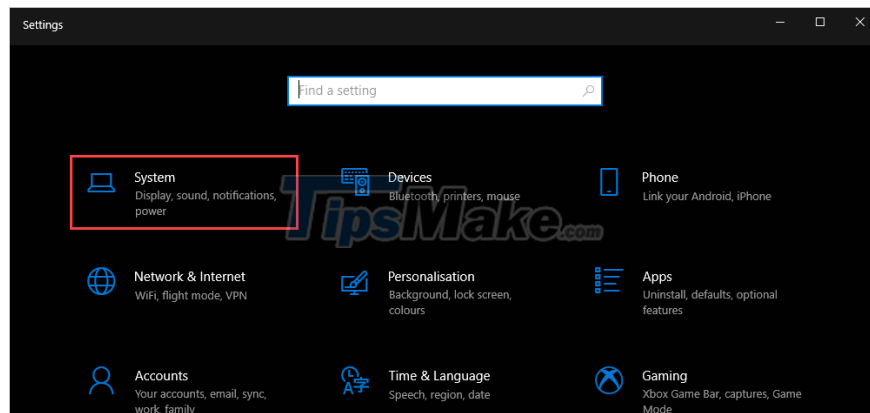 Settings
Find a setting
System
Display, sound, notifications,
power
Devices
Bluetooth, printers, mouse
Phone
Link your Android, iPhone
TipsMake.com
Network & Internet
WiFi, flight mode, VPN
Personalisation
Background, lock screen,
colours
Apps
Uninstall, defaults, optional
features
Accounts
Your accounts, email, sync,
work, family
Time & Language
Speech, region, date
Gaming
Xbox Game Bar, captures, Game
Mode